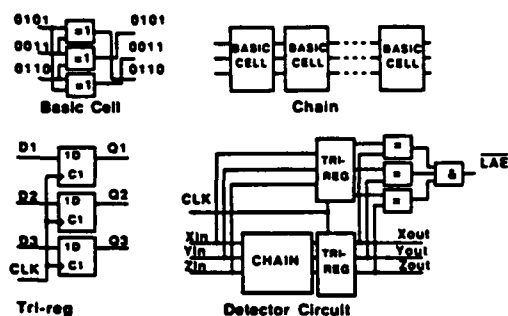 0101
=1
0101
0011
=1
0011
0110
=1
0110
Basic Cell
BASIC CELL
BASIC CELL
BASIC CELL
Chain
D1
1D
C1
Q1
D2
1D
C1
Q2
D3
1D
C1
Q3
CLK
Tri-reg
TRI-
REG
=
=
=
&
LAE
CLK
Xin
Yin
Zin
CHAIN
TRI-
REG
Xout
Yout
Zout
Detector Circuit